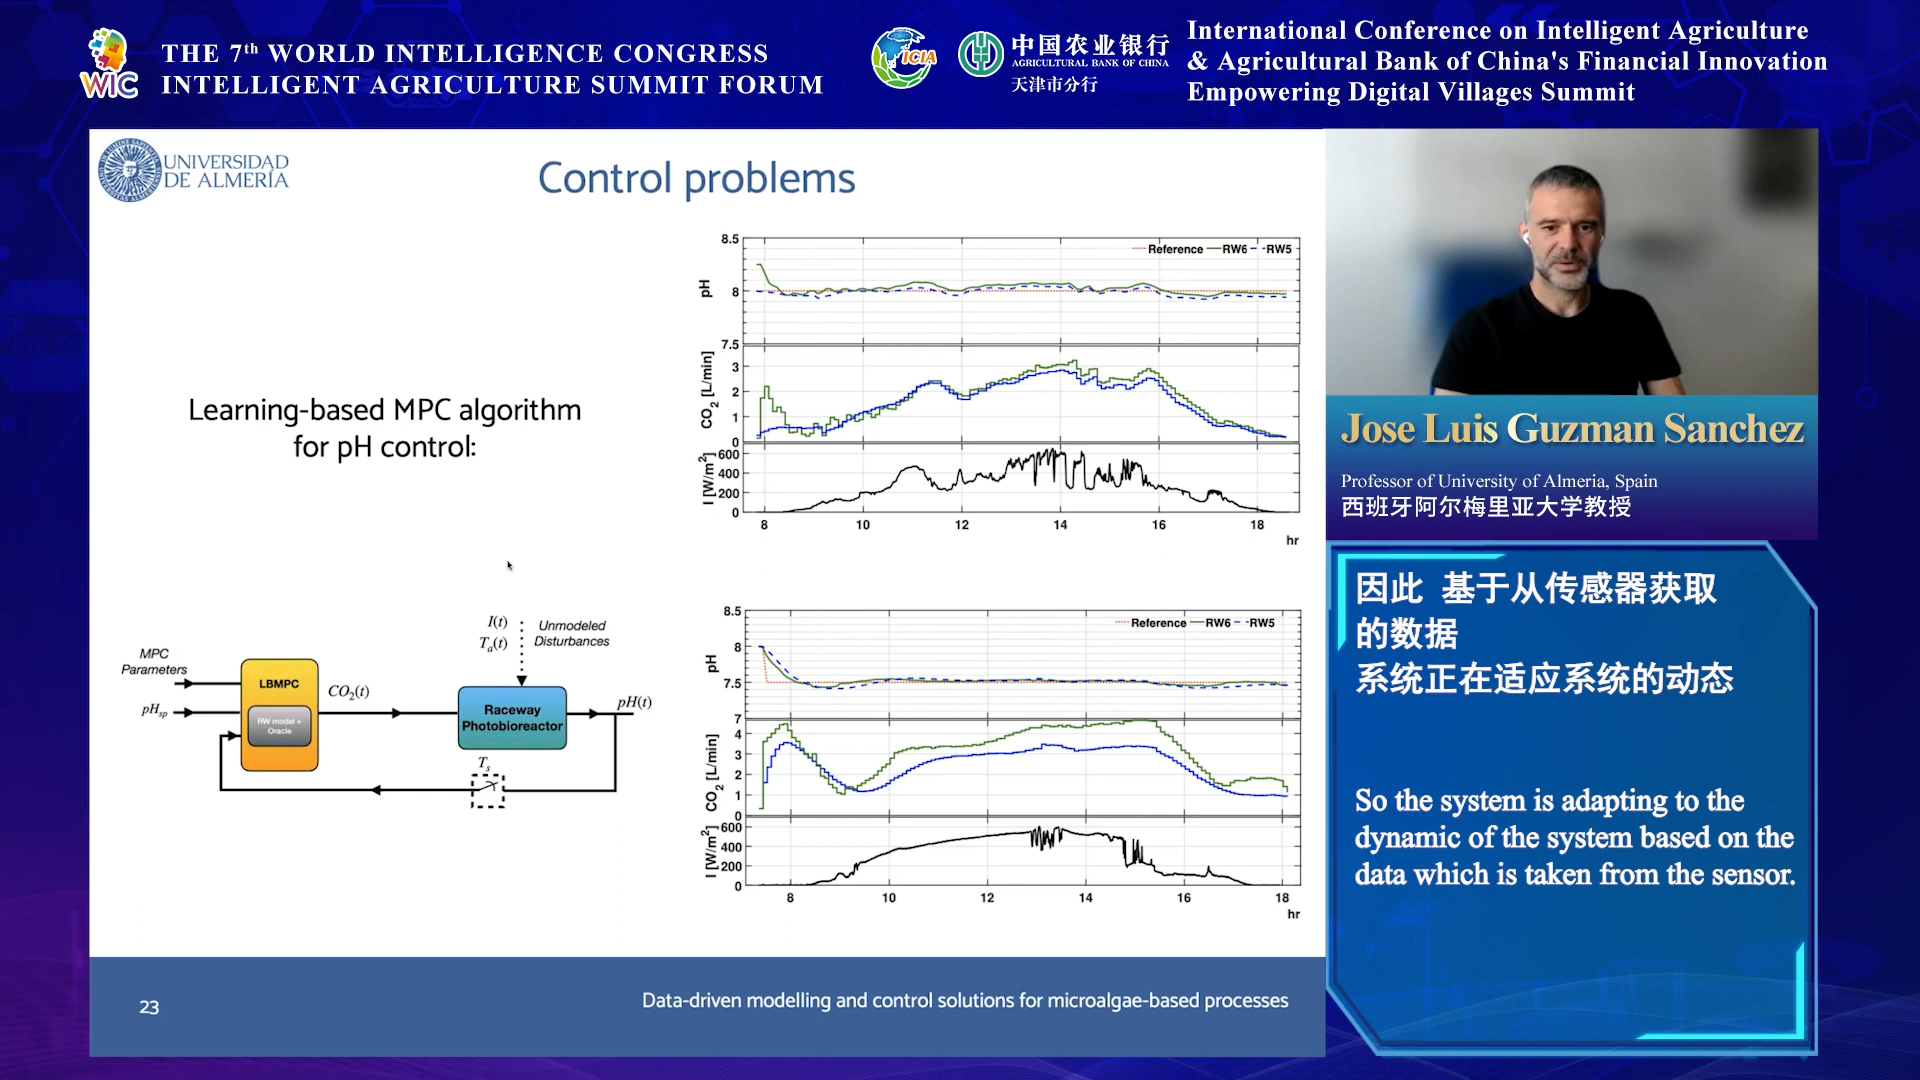 WIC
THE 7th WORLD INTELLIGENCE CONGRESS
INTELLIGENT AGRICULTURE SUMMIT FORUM
ICIA
中国农业银行
AGRICULTURAL BANK OF CHINA
天津市分行
International Conference on Intelligent Agriculture
& Agricultural Bank of China's Financial Innovation
Empowering Digital Villages Summit
UNIVERSIDAD
DE ALMERÍA
Control problems
Learning-based MPC algorithm
for pH control:
MPC
Parameters
pHsp
LBMPC
RW model +
Oracle
CO2(t)
I(t)
Ta(t)
Unmodeled
Disturbances
Raceway
Photobioreactor
pH(t)
Ts
8.5
8
7.5
pH
Reference RW6 RW5
3
2
1
0
CO2 [L/min]
600
400
200
0
I [W/m2]
8 10 12 14 16 18
hr
8.5
8
7.5
7
pH
Reference RW6 RW5
4
3
2
1
0
CO2 [L/min]
600
400
200
0
I [W/m2]
8 10 12 14 16 18
hr
23
Data-driven modelling and control solutions for microalgae-based processes
Jose Luis Guzman Sanchez
Professor of University of Almeria, Spain
西班牙阿尔梅里亚大学教授
因此 基于从传感器获取
的数据
系统正在适应系统的动态
So the system is adapting to the
dynamic of the system based on the
data which is taken from the sensor.